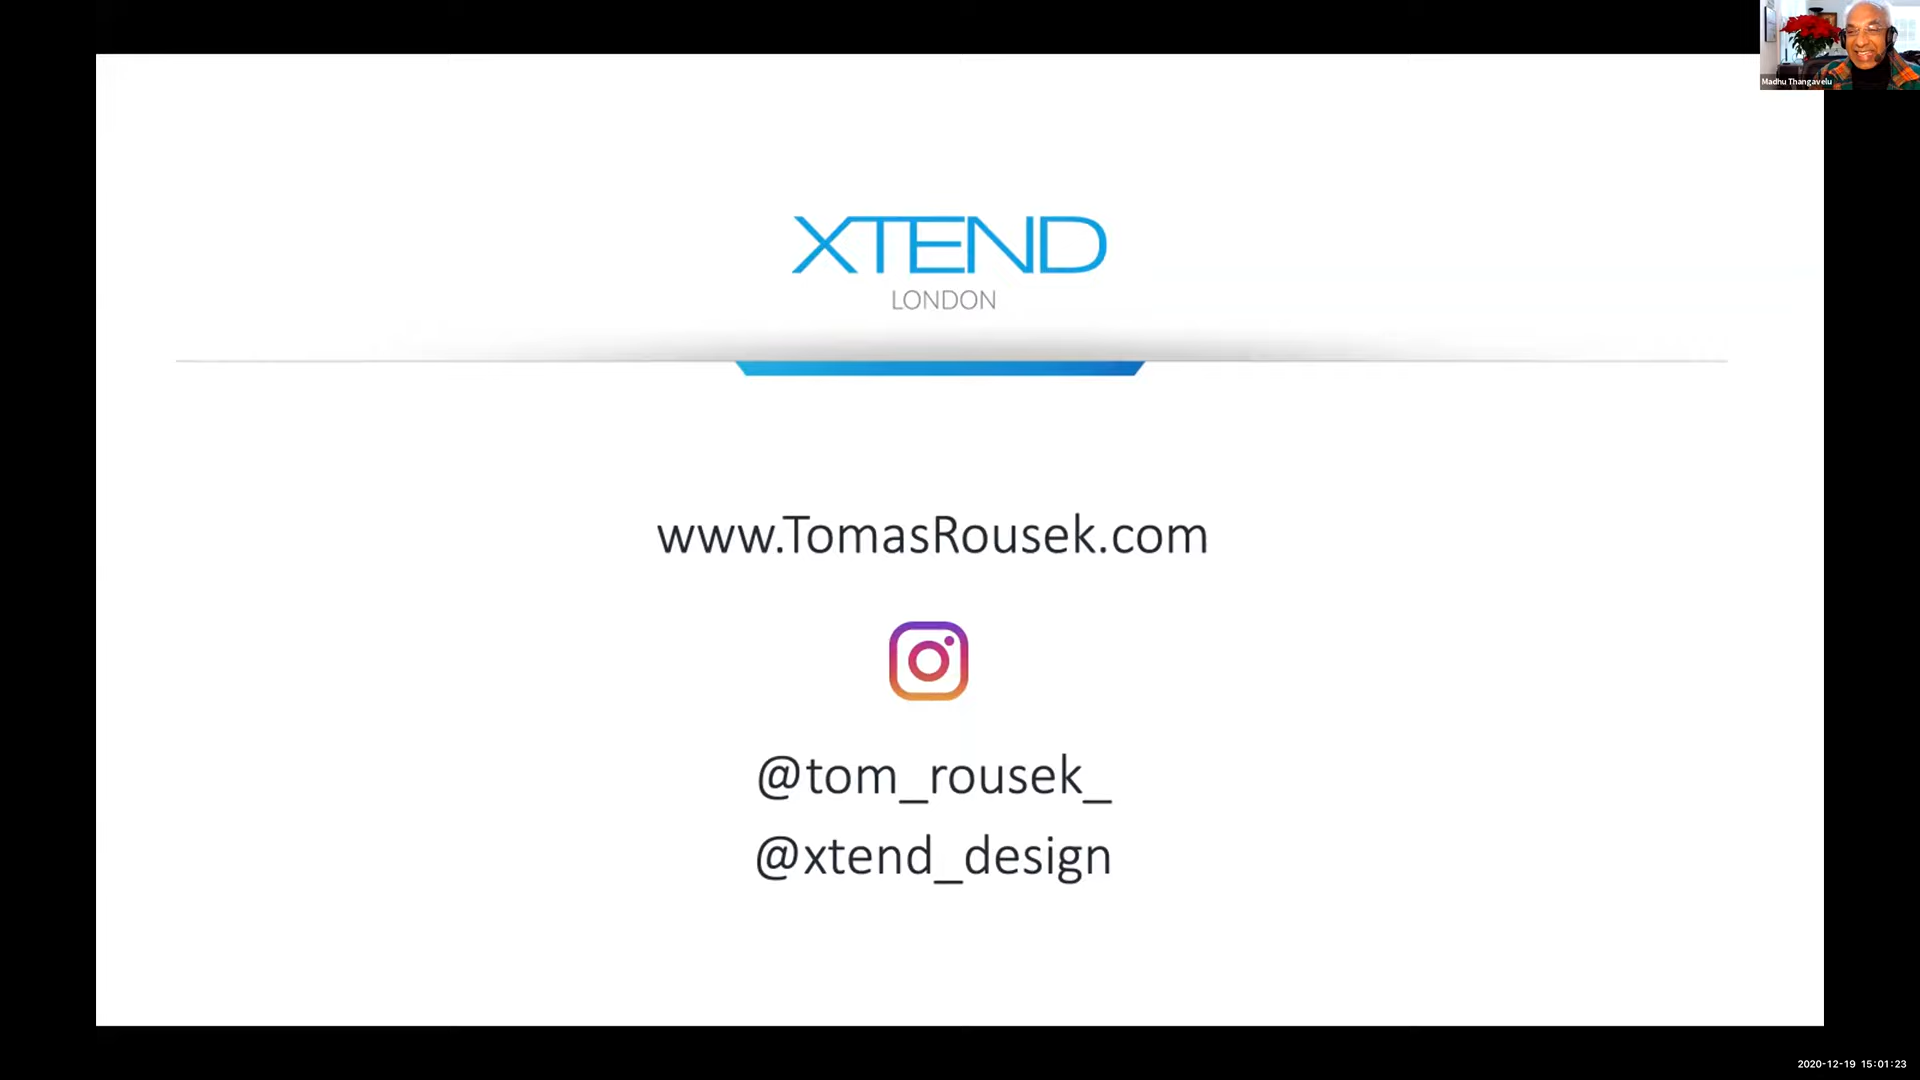 Madhu Thangavelu
XTEND
LONDON
www.TomasRousek.com
@tom_rousek_
@xtend_design
2020-12-19 15:01:23